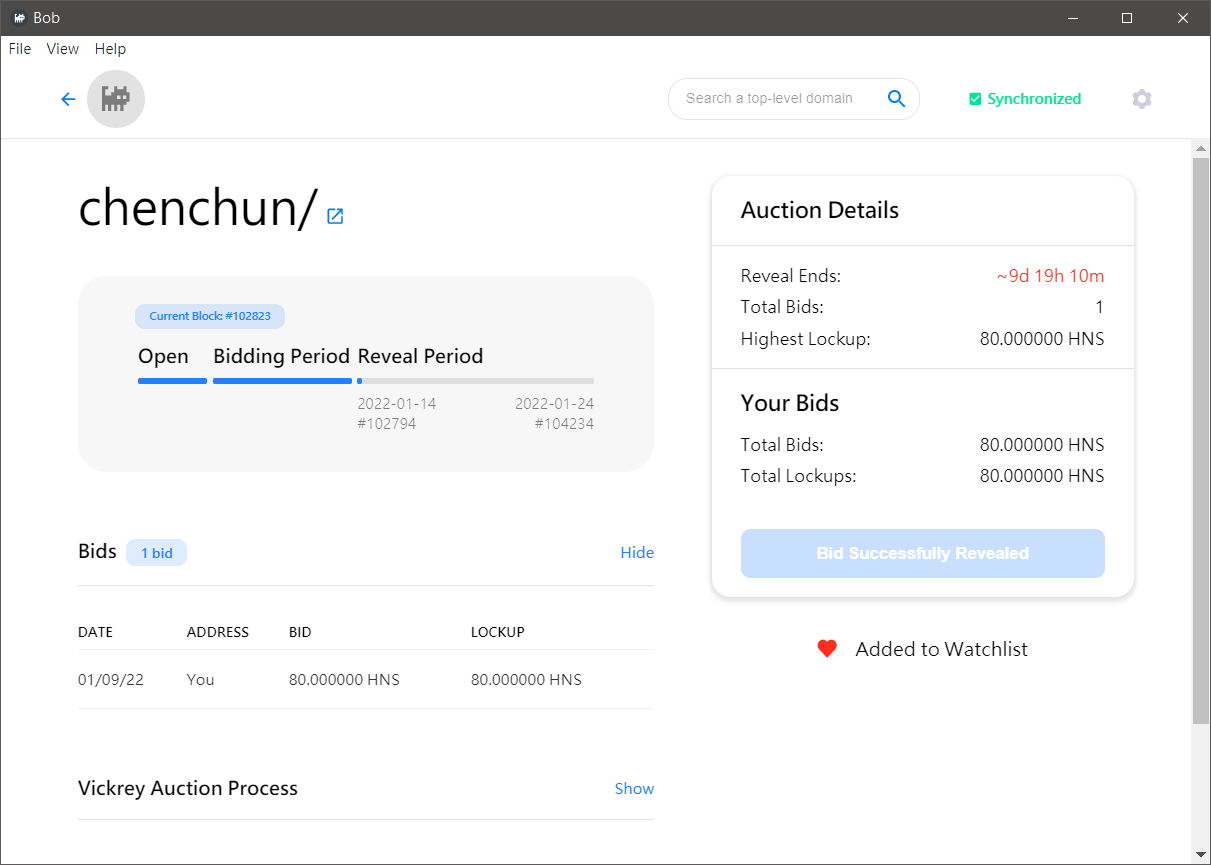 Bob
File View Help
Search a top-level domain
Synchronized
chenchun/
Current Block: #102823
Open Bidding Period Reveal Period
2022-01-14 2022-01-24
#102794 #104234
Bids 1 bid Hide
DATE ADDRESS BID LOCKUP
01/09/22 You 80.000000 HNS 80.000000 HNS
Vickrey Auction Process Show
Auction Details
Reveal Ends: ~9d 19h 10m
Total Bids: 1
Highest Lockup: 80.000000 HNS
Your Bids
Total Bids: 80.000000 HNS
Total Lockups: 80.000000 HNS
Bid Successfully Revealed
Added to Watchlist